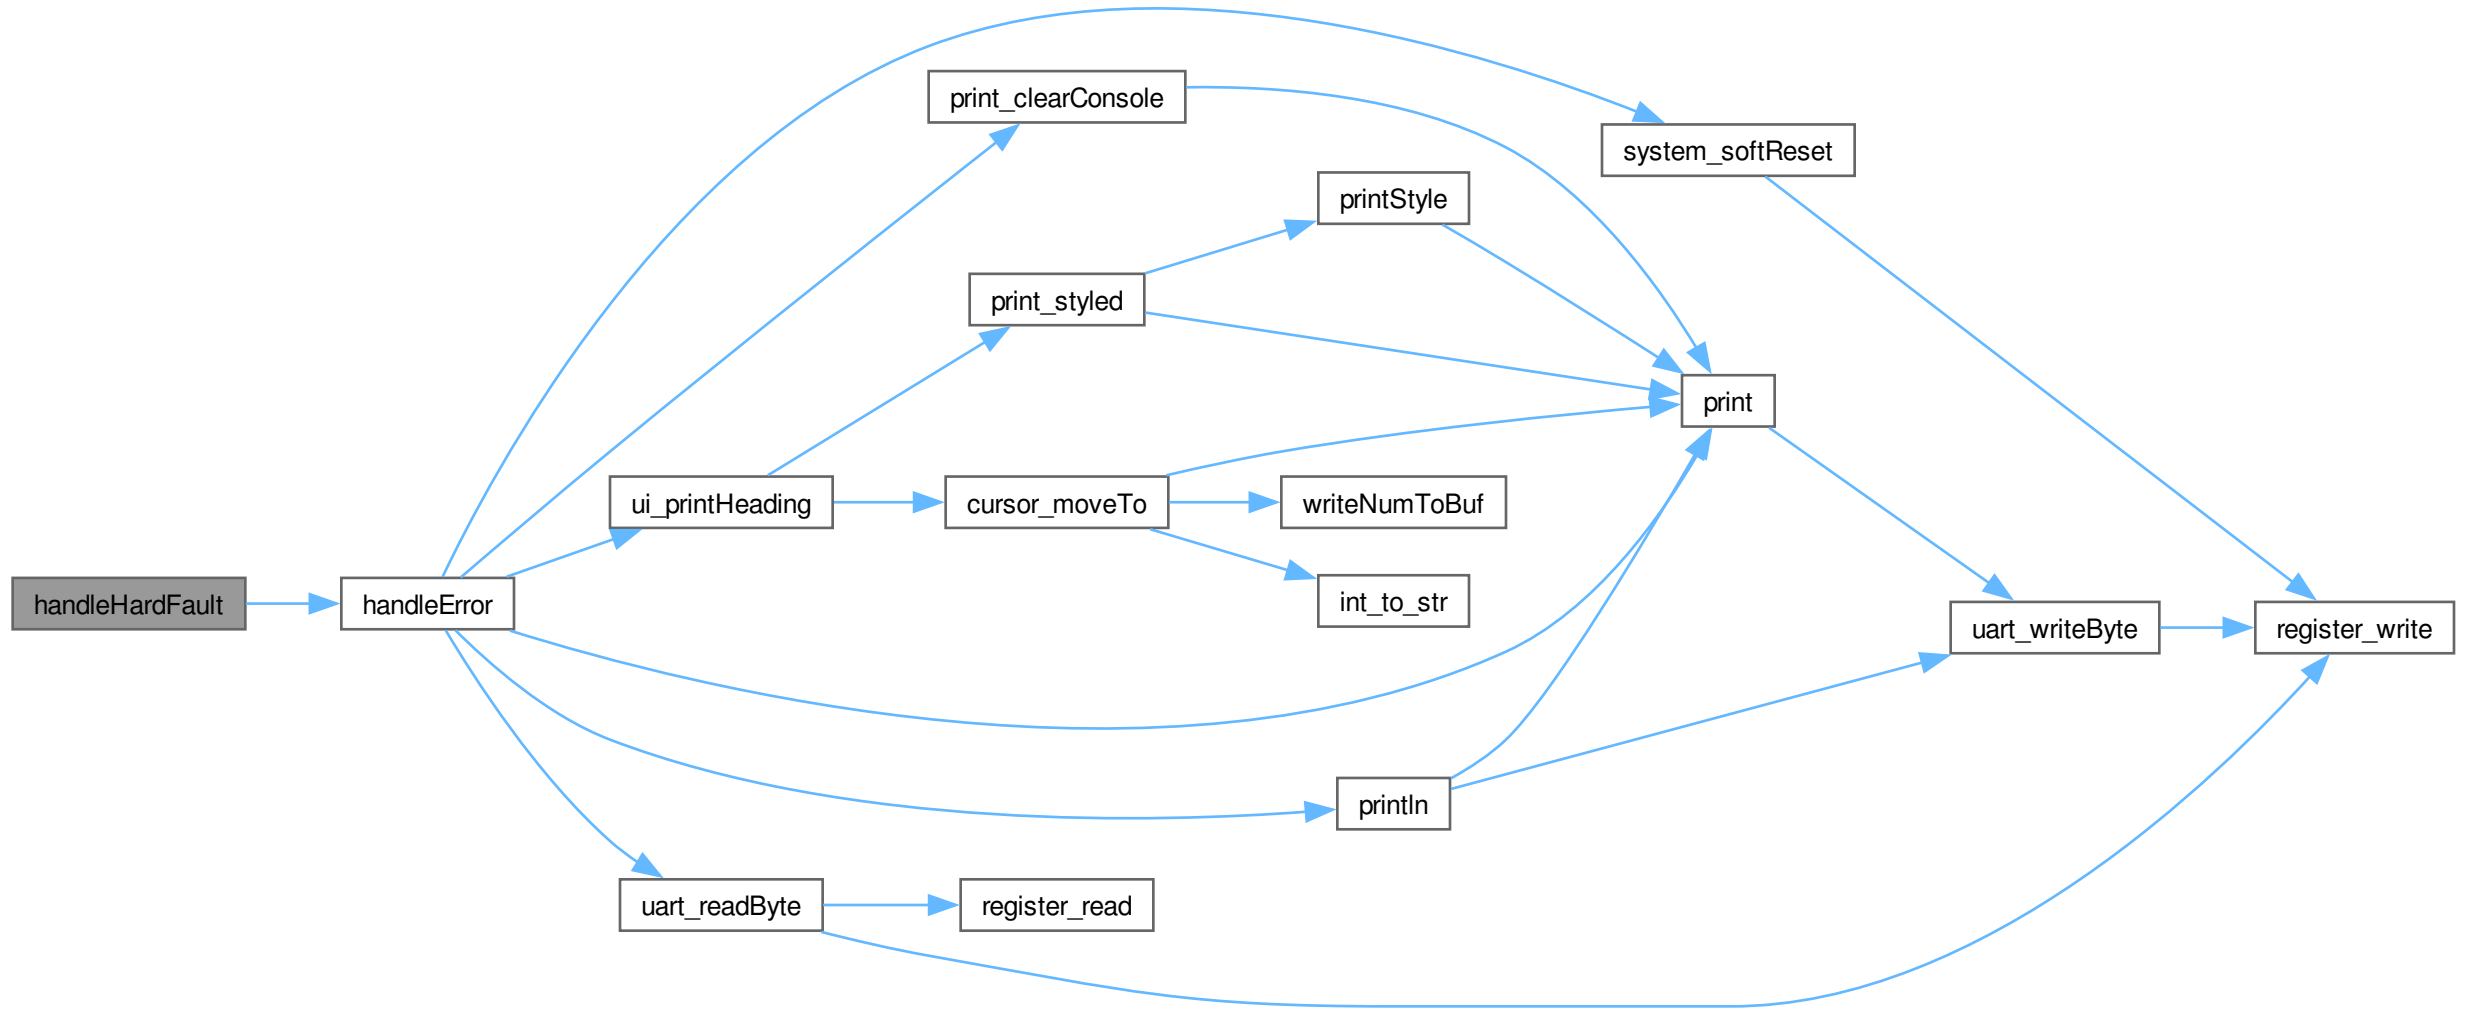 print_clearConsole
system_softReset
printStyle
print_styled
print
ui_printHeading
cursor_moveTo
writeNumToBuf
handleHardFault
handleError
int_to_str
uart_writeByte
register_write
println
uart_readByte
register_read